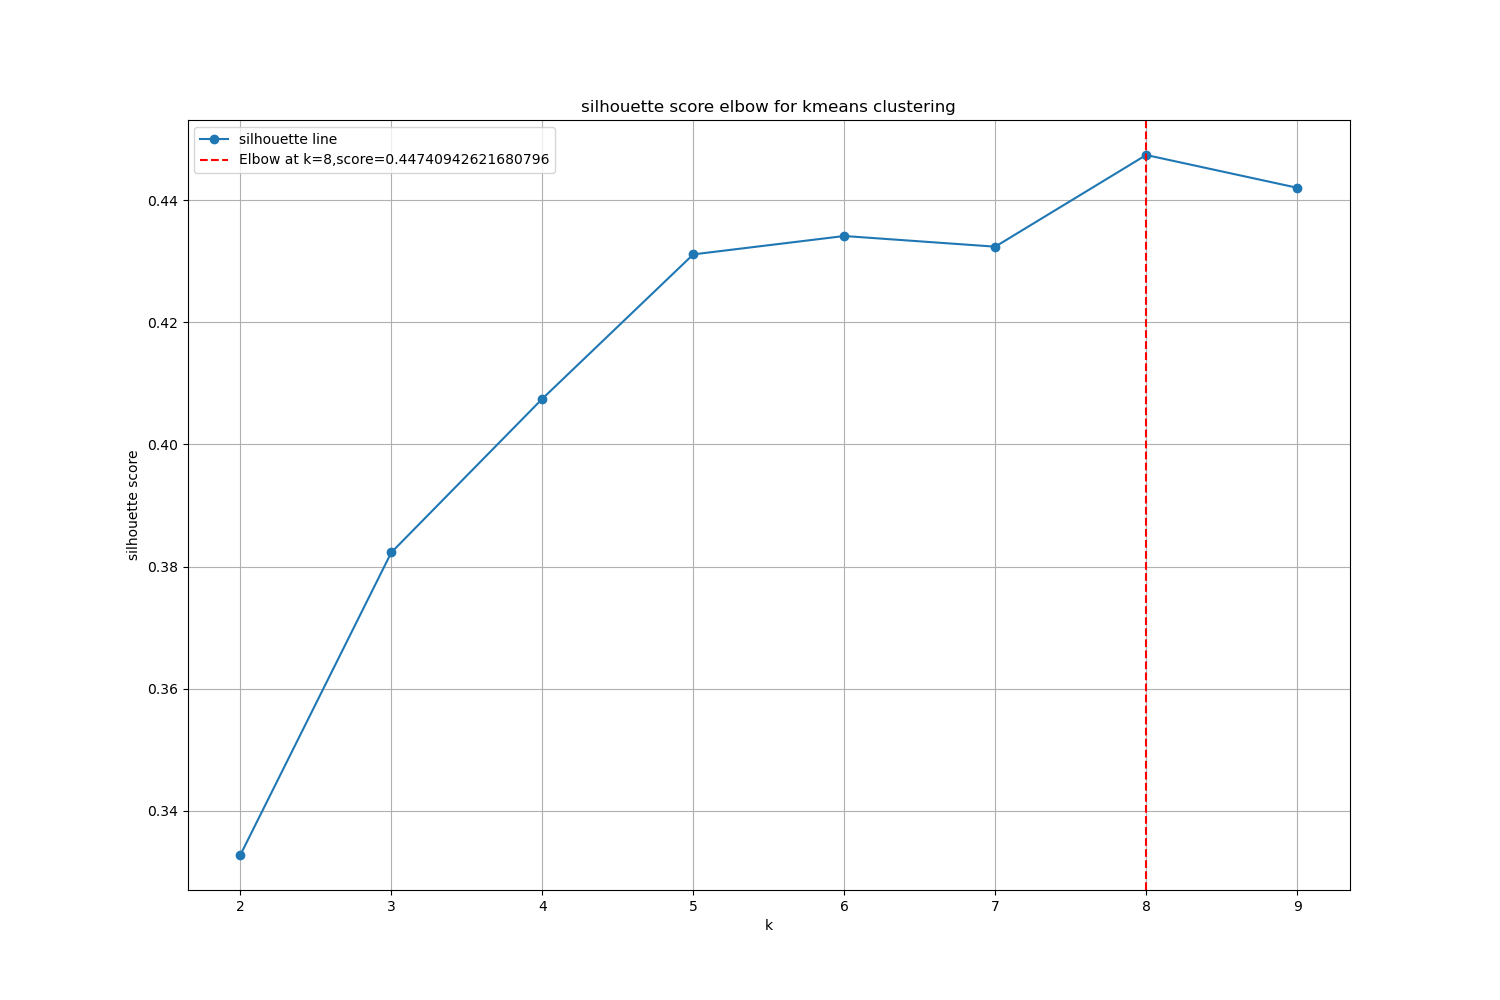 silhouette score elbow for kmeans clustering
silhouette line
Elbow at k=8,score=0.44740942621680796
0.44
0.42
0.40
0.38
0.36
0.34
silhouette score
2 3 4 5 6 7 8 9
k